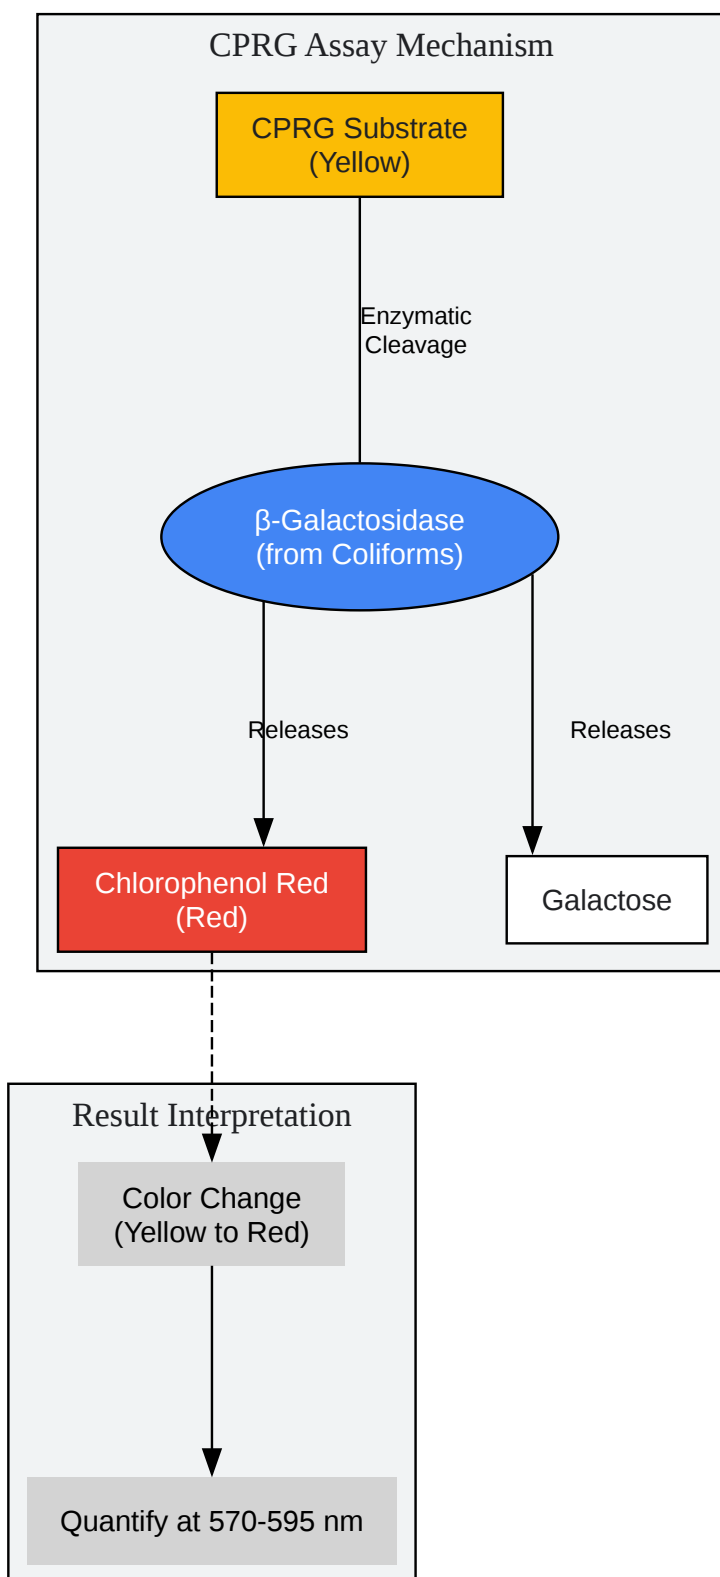 CPRG Assay Mechanism
CPRG Substrate
(Yellow)
Enzymatic
Cleavage
β-Galactosidase
(from Coliforms)
Releases
Releases
Chlorophenol Red
(Red)
Galactose
Result Interpretation
Color Change
(Yellow to Red)
Quantify at 570-595 nm